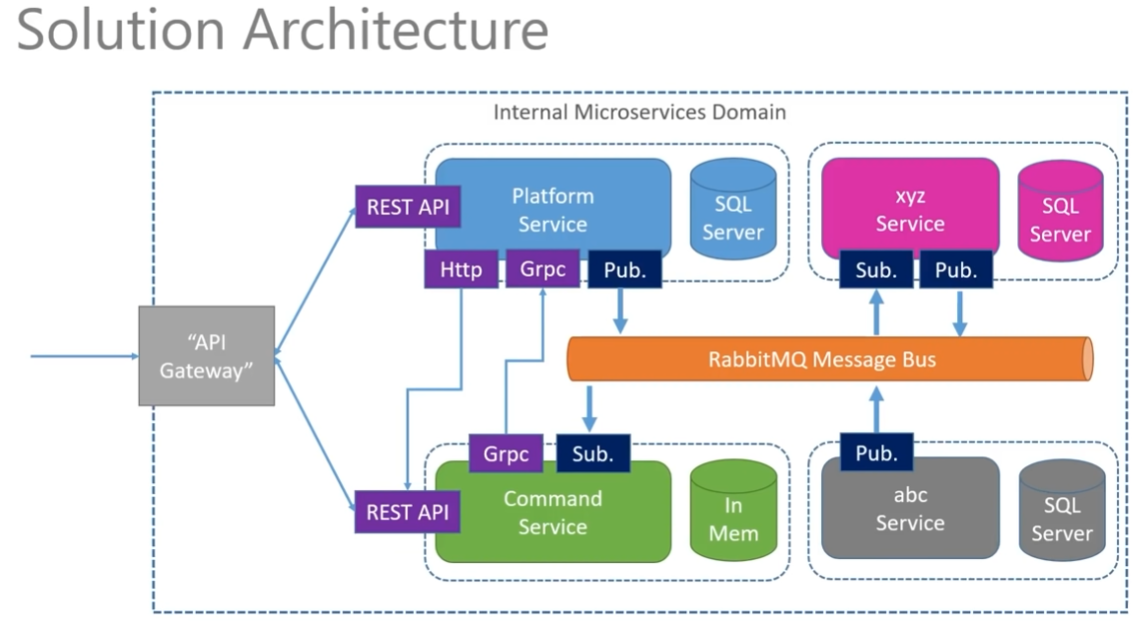 Solution Architecture
Internal Microservices Domain
REST API
Platform
Service
SQL
Server
Http
Grpc
Pub.
xyz
Service
SQL
Server
Sub.
Pub.
“API
Gateway”
RabbitMQ Message Bus
Grpc
Sub.
REST API
Command
Service
In
Mem
Pub.
abc
Service
SQL
Server